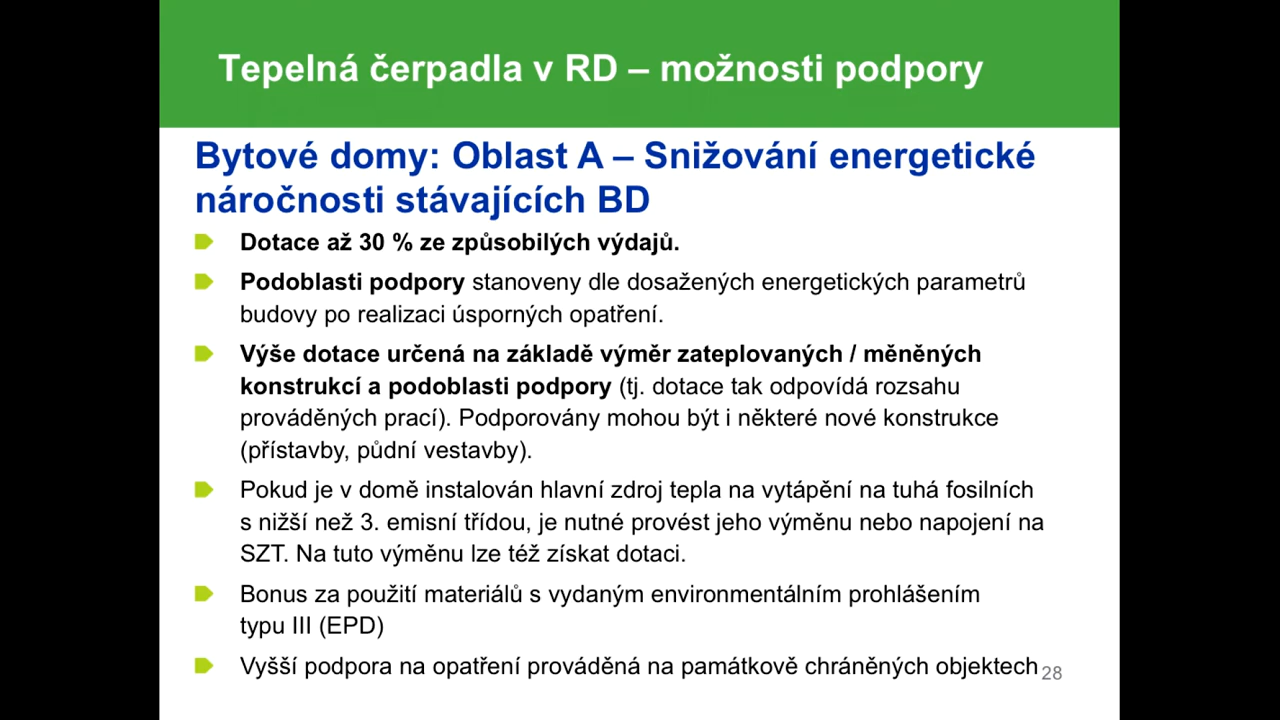 Tepelná čerpadla v RD – možnosti podpory
Bytové domy: Oblast A – Snižování energetické
náročnosti stávajících BD
Dotace až 30 % ze způsobilých výdajů.
Podoblasti podpory stanoveny dle dosažených energetických parametrů
budovy po realizaci úsporných opatření.
Výše dotace určená na základě výměr zateplovaných / měněných
konstrukcí a podoblasti podpory (tj. dotace tak odpovídá rozsahu
prováděných prací). Podporovány mohou být i některé nové konstrukce
(přístavby, půdní vestavby).
Pokud je v domě instalován hlavní zdroj tepla na vytápění na tuhá fosilních
s nižší než 3. emisní třídou, je nutné provést jeho výměnu nebo napojení na
SZT. Na tuto výměnu lze též získat dotaci.
Bonus za použití materiálů s vydaným environmentálním prohlášením
typu III (EPD)
Vyšší podpora na opatření prováděná na památkově chráněných objektech
28